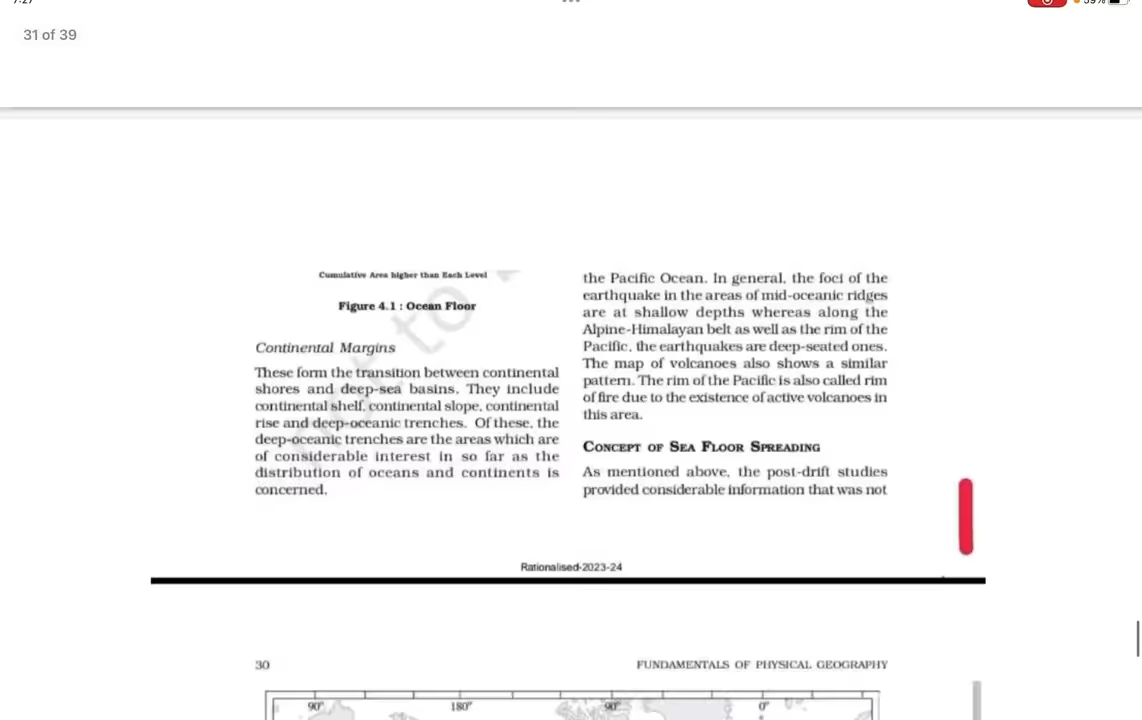 31 of 39
Cumulative Area higher than Each Level
Figure 4.1 : Ocean Floor
Continental Margins
These form the transition between continental
shores and deep-sea basins. They include
continental shelf, continental slope, continental
rise and deep-oceanic trenches. Of these, the
deep-oceanic trenches are the areas which are
of considerable interest in so far as the
distribution of oceans and continents is
concerned.
the Pacific Ocean. In general, the foci of the
earthquake in the areas of mid-oceanic ridges
are at shallow depths whereas along the
Alpine-Himalayan belt as well as the rim of the
Pacific, the earthquakes are deep-seated ones.
The map of volcanoes also shows a similar
pattern. The rim of the Pacific is also called rim
of fire due to the existence of active volcanoes in
this area.
CONCEPT OF SEA FLOOR SPREADING
As mentioned above, the post-drift studies
provided considerable information that was not
Rationalised-2023-24
30
FUNDAMENTALS OF PHYSICAL GEOGRAPHY
90°
180°
90°
0°